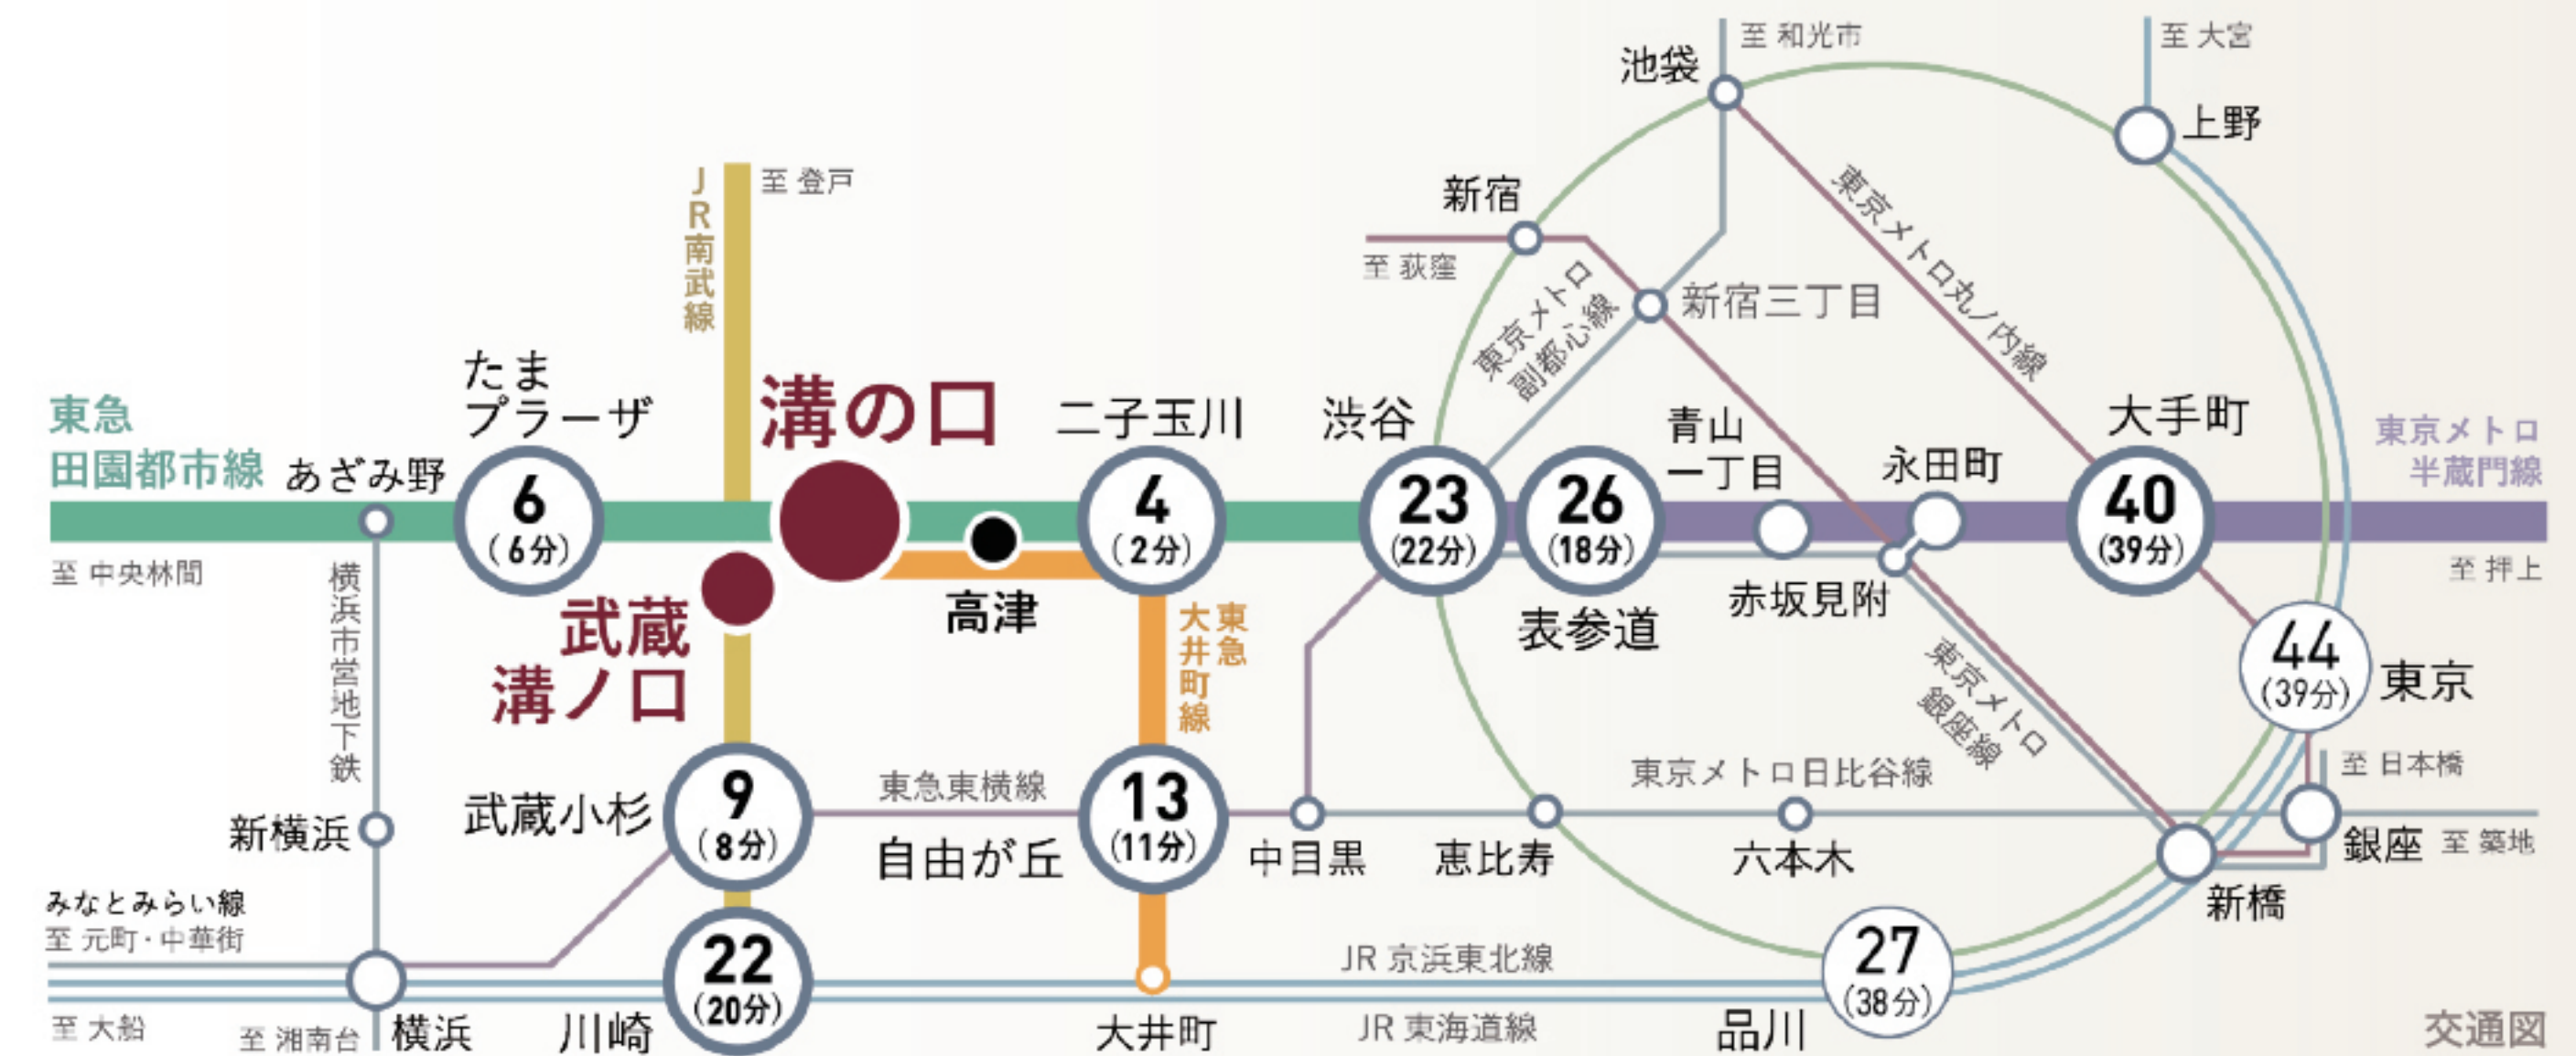 至 和光市
至 大宮
池袋
上野
JR南武線
至 登戸
新宿
至 荻窪
東京メトロ
副都心線
新宿三丁目
東京メトロ丸ノ内線
東急
田園都市線
あざみ野
たま
プラーザ
6
(6分)
溝の口
二子玉川
4
(2分)
渋谷
23
(22分)
26
(18分)
表参道
青山
一丁目
永田町
赤坂見附
大手町
40
(39分)
東京メトロ
半蔵門線
至 中央林間
至 押上
横浜市営地下鉄
武蔵
溝ノ口
高津
東急
大井町線
東京メトロ
銀座線
44
(39分)
東京
至 日本橋
新横浜
武蔵小杉
9
(8分)
東急東横線
自由が丘
13
(11分)
中目黒
恵比寿
東京メトロ日比谷線
六本木
銀座
至 築地
新橋
みなとみらい線
至 元町・中華街
至 大船
至 湘南台
横浜
川崎
22
(20分)
大井町
JR 京浜東北線
JR 東海道線
品川
27
(38分)
交通図